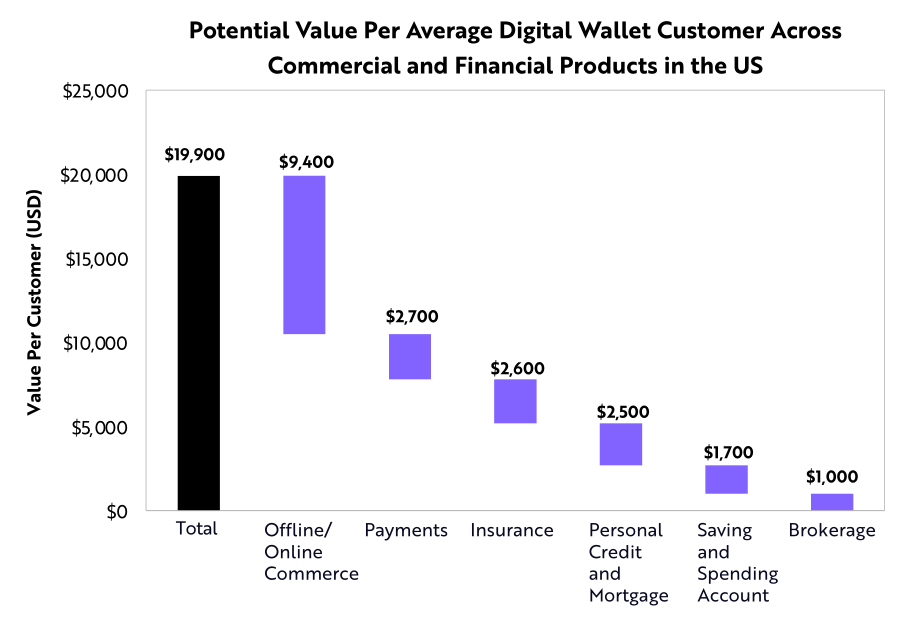 Potential Value Per Average Digital Wallet Customer Across
Commercial and Financial Products in the US
Value Per Customer (USD)
$25,000
$20,000
$15,000
$10,000
$5,000
$0
$19,900
$9,400
$2,700
$2,600
$2,500
$1,700
$1,000
Total
Offline/
Online
Commerce
Payments
Insurance
Personal
Credit
and
Mortgage
Saving
and
Spending
Account
Brokerage